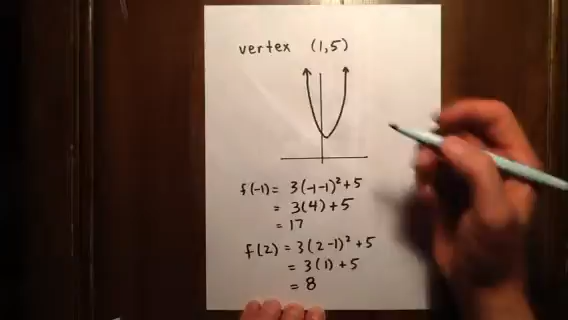 vertex (1,5)
f(-1) = 3(-1-1)²+5
= 3(4)+5
= 17
f(2) = 3(2-1)²+5
= 3(1)+5
= 8